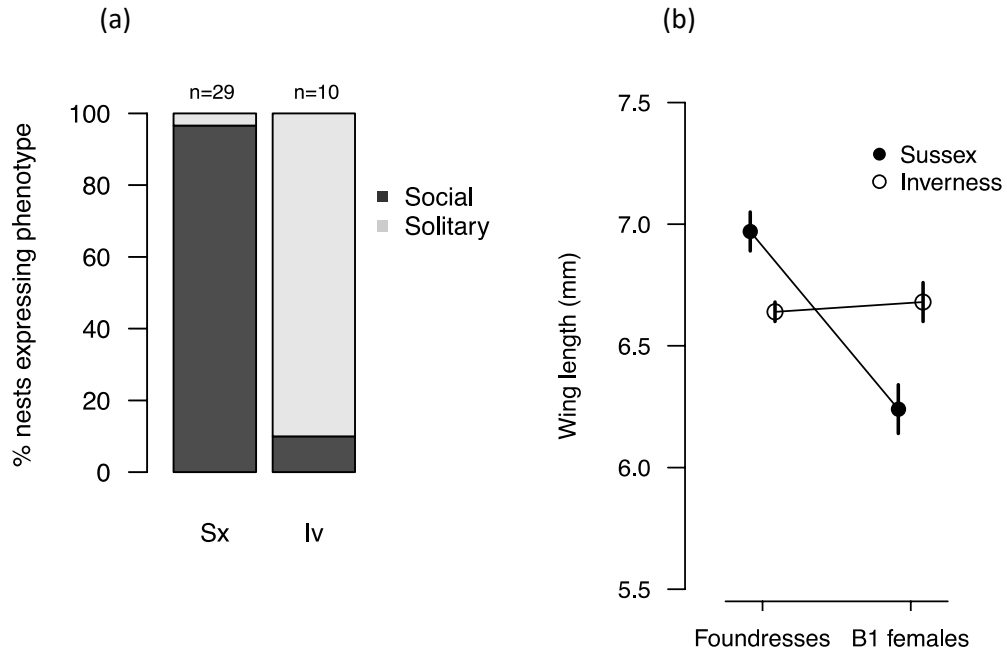 (a)
n=29 n=10
% nests expressing phenotype
100
80
60
40
20
0
Social
Solitary
Sx Iv
(b)
Wing length (mm)
7.5
7.0
6.5
6.0
5.5
Sussex
Inverness
Foundresses B1 females